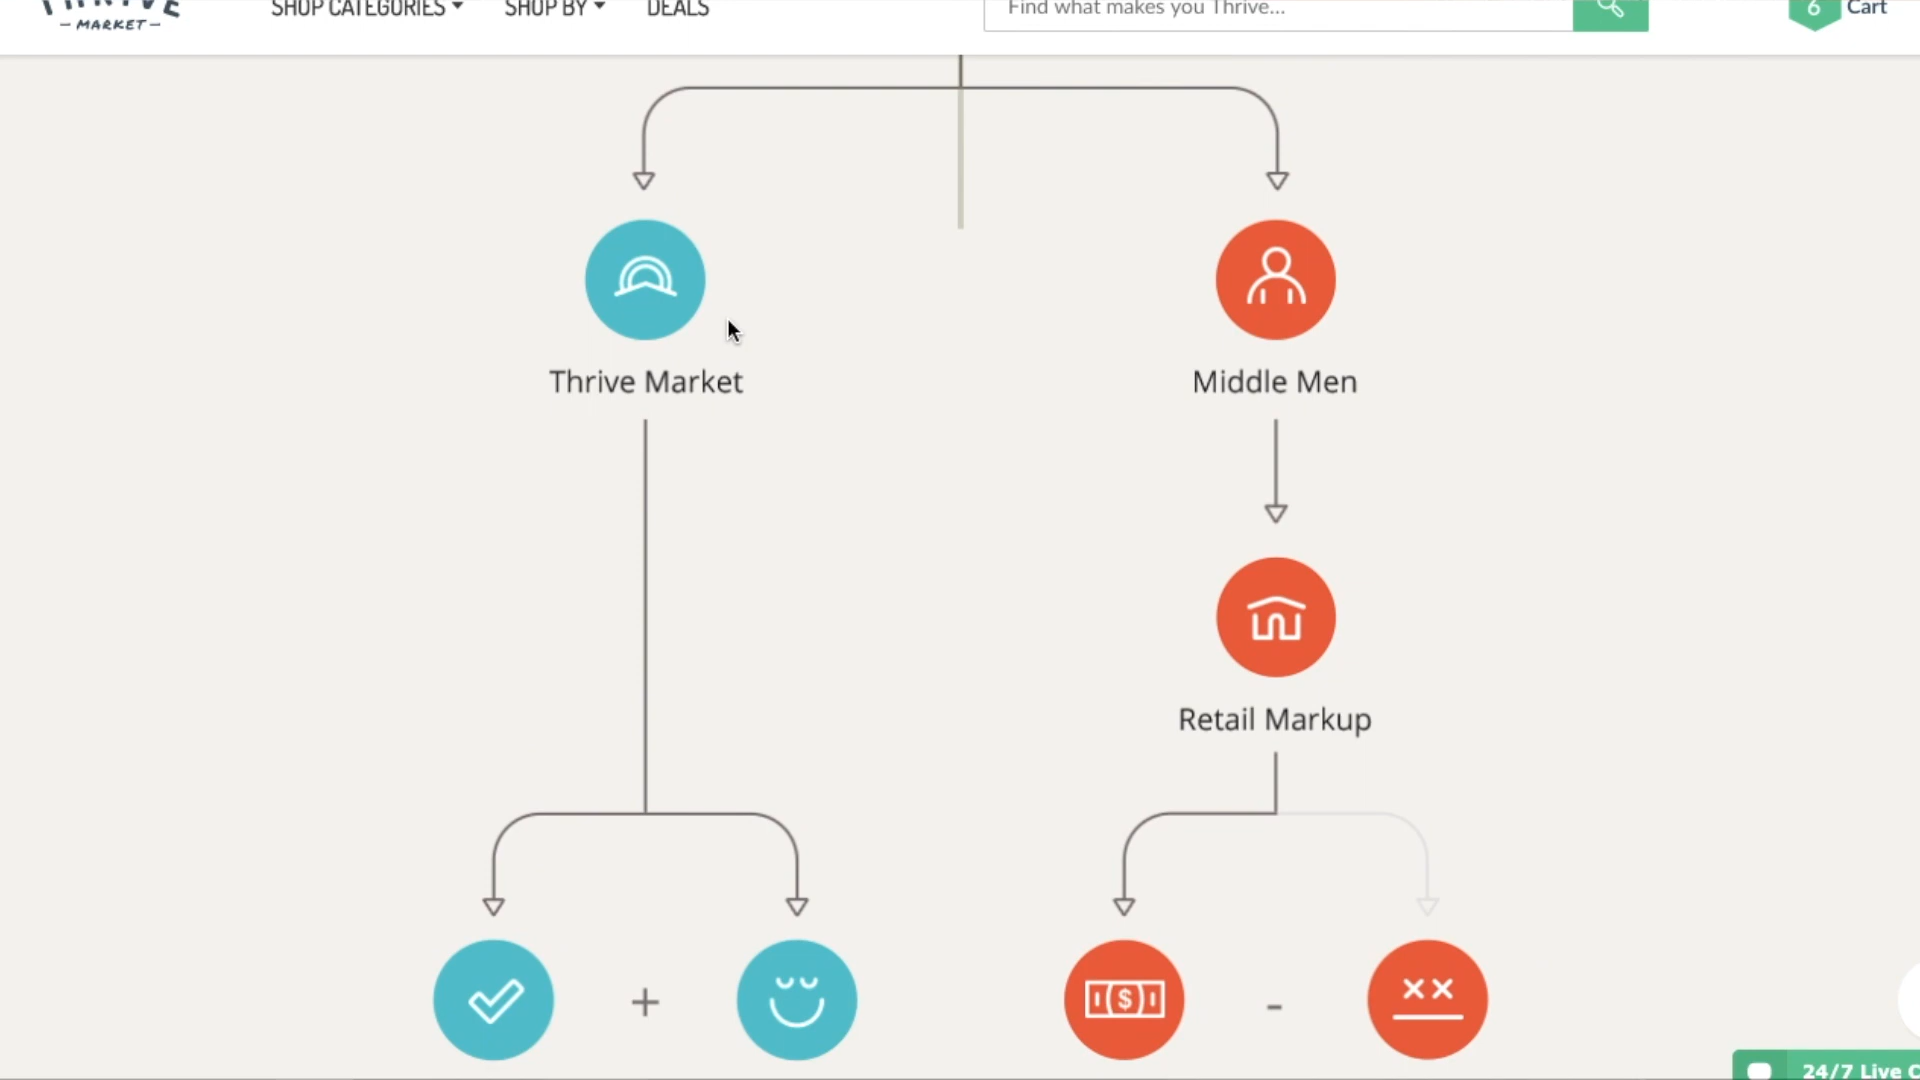 THRIVE
MARKET
SHOP CATEGORIES
SHOP BY
DEALS
Find what makes you Thrive...
6
Cart
Thrive Market
Middle Men
Retail Markup
+
$
-
24/7 Live C